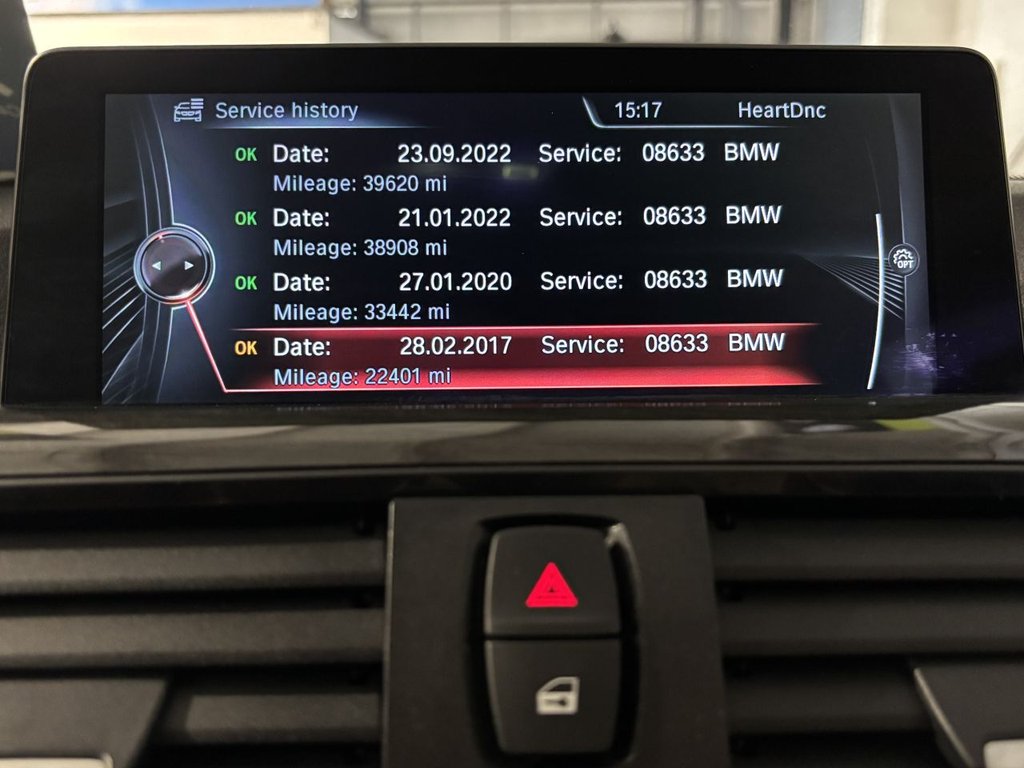 Service history 15:17 HeartDnc
OK Date: 23.09.2022 Service: 08633 BMW
Mileage: 39620 mi
OK Date: 21.01.2022 Service: 08633 BMW
Mileage: 38908 mi
OK Date: 27.01.2020 Service: 08633 BMW
Mileage: 33442 mi
OPT
OK Date: 28.02.2017 Service: 08633 BMW
Mileage: 22401 mi